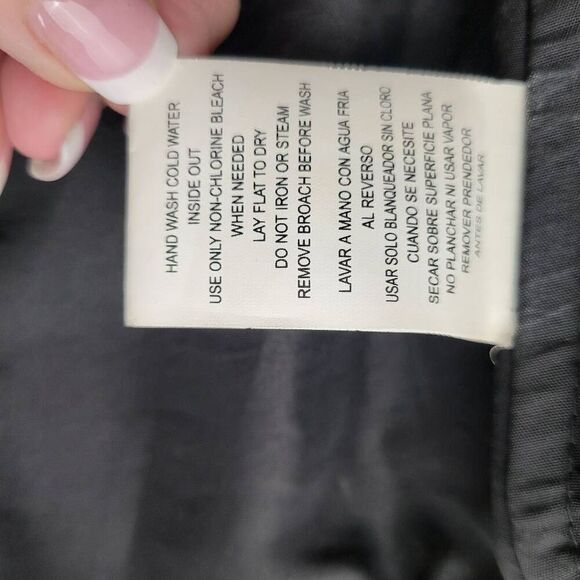 HAND WASH COLD WATER
INSIDE OUT
USE ONLY NON-CHLORINE BLEACH
WHEN NEEDED
LAY FLAT TO DRY
DO NOT IRON OR STEAM
REMOVE BROACH BEFORE WASH
LAVAR A MANO CON AGUA FRIA
AL REVERSO
USAR SOLO BLANQUEADOR SIN CLORO
CUANDO SE NECESITE
SECAR SOBRE SUPERFICIE PLANA
NO PLANCHAR NI USAR VAPOR
REMOVER PRENDEDOR
ANTES DE LAVAR